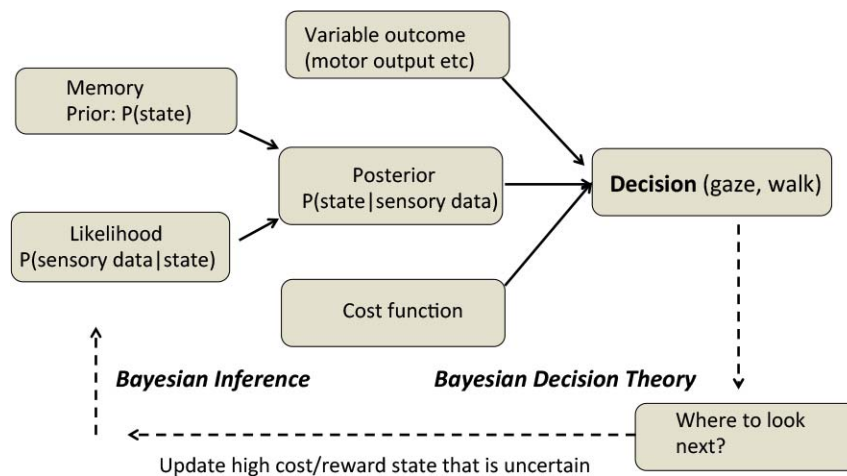 Variable outcome
(motor output etc)
Memory
Prior: P(state)
Posterior
P(state|sensory data)
Decision (gaze, walk)
Likelihood
P(sensory data|state)
Cost function
Bayesian Inference
Bayesian Decision Theory
Where to look
next?
Update high cost/reward state that is uncertain